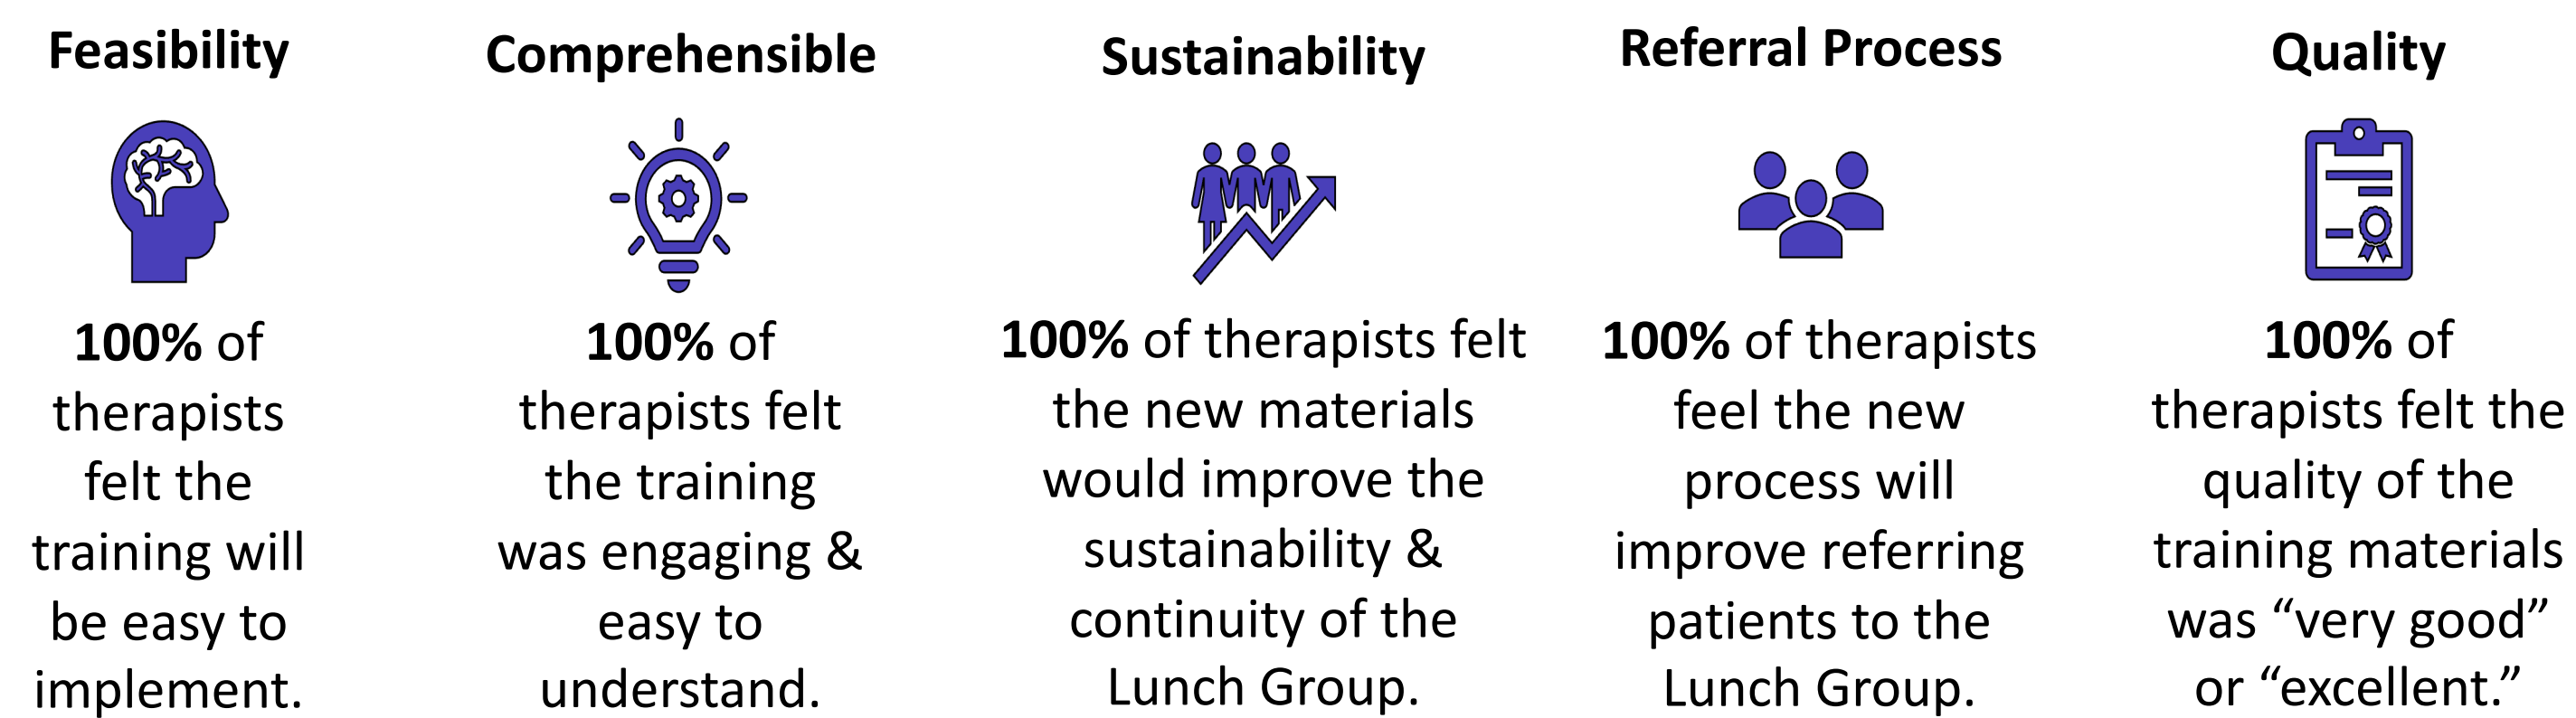 Feasibility
100% of
therapists
felt the
training will
be easy to
implement.
Comprehensible
100% of
therapists felt
the training
was engaging &
easy to
understand.
Sustainability
100% of therapists felt
the new materials
would improve the
sustainability &
continuity of the
Lunch Group.
Referral Process
100% of therapists
feel the new
process will
improve referring
patients to the
Lunch Group.
Quality
100% of
therapists felt the
quality of the
training materials
was “very good”
or “excellent.”